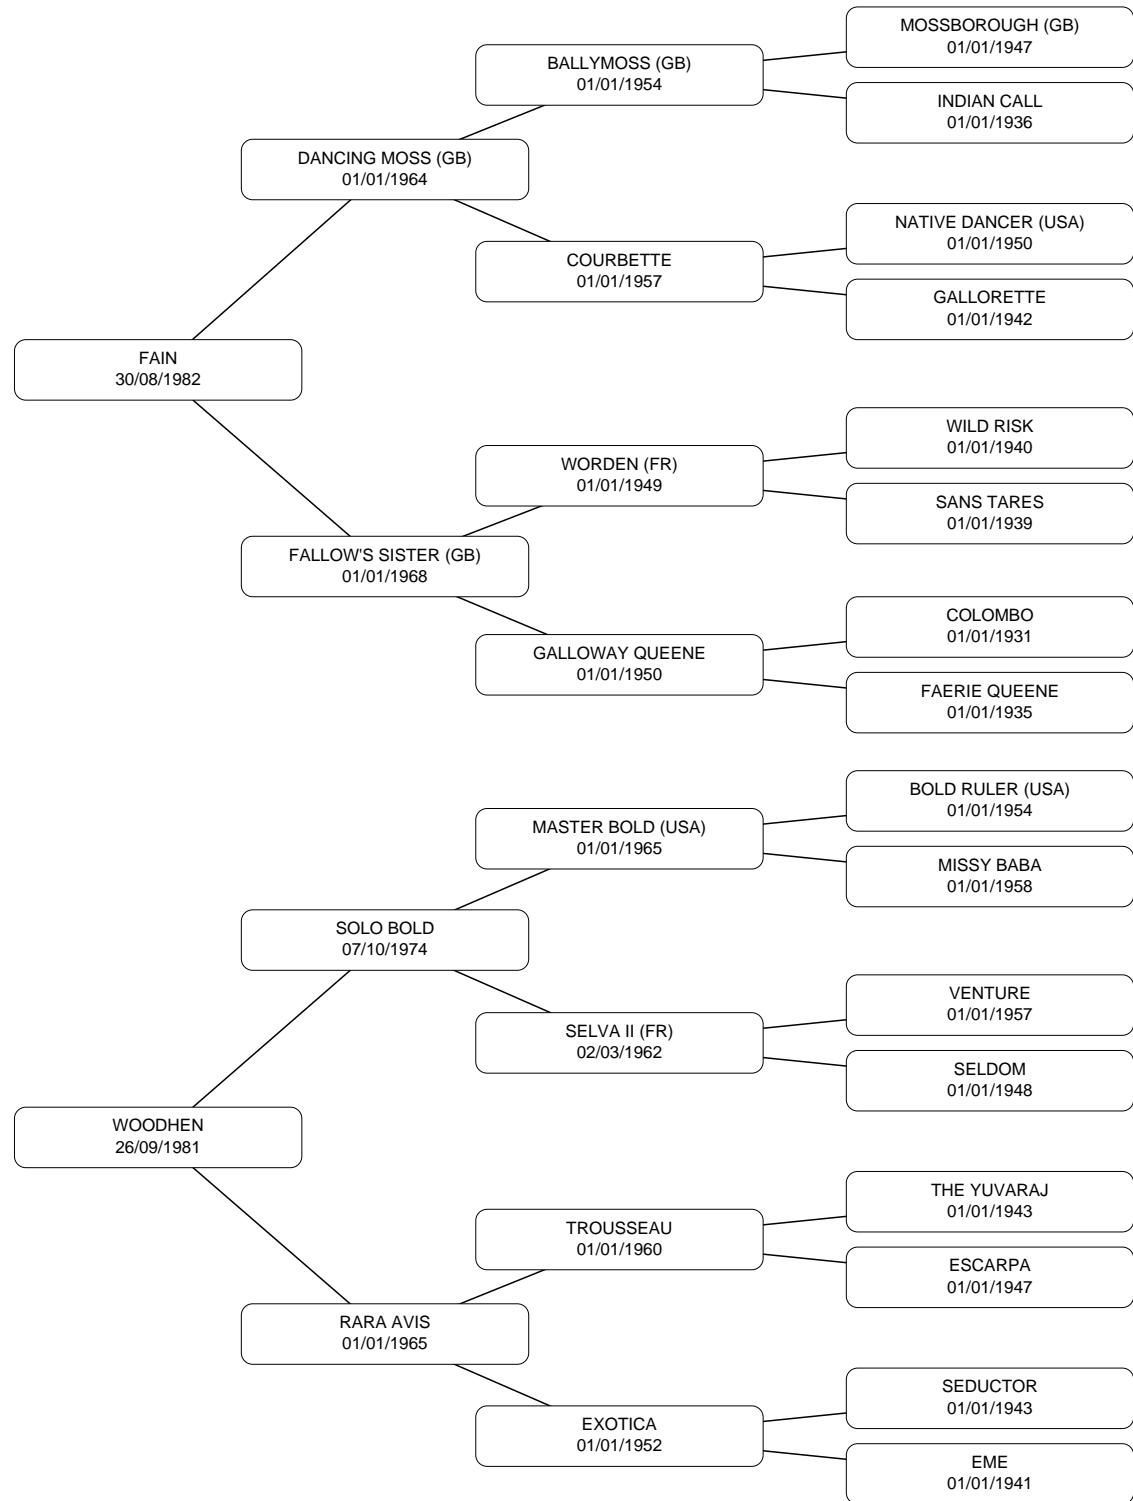 MOSSBOROUGH (GB)
01/01/1947
BALLYMOSS (GB)
01/01/1954
INDIAN CALL
01/01/1936
DANCING MOSS (GB)
01/01/1964
NATIVE DANCER (USA)
01/01/1950
COURBETTE
01/01/1957
GALLORETTE
01/01/1942
FAIN
30/08/1982
WILD RISK
01/01/1940
WORDEN (FR)
01/01/1949
SANS TARES
01/01/1939
FALLOW'S SISTER (GB)
01/01/1968
COLOMBO
01/01/1931
GALLOWAY QUEENE
01/01/1950
FAERIE QUEENE
01/01/1935
BOLD RULER (USA)
01/01/1954
MASTER BOLD (USA)
01/01/1965
MISSY BABA
01/01/1958
SOLO BOLD
07/10/1974
VENTURE
01/01/1957
SELVA II (FR)
02/03/1962
SELDOM
01/01/1948
WOODHEN
26/09/1981
THE YUVARAJ
01/01/1943
TROUSSEAU
01/01/1960
ESCARPA
01/01/1947
RARA AVIS
01/01/1965
SEDUCTOR
01/01/1943
EXOTICA
01/01/1952
EME
01/01/1941